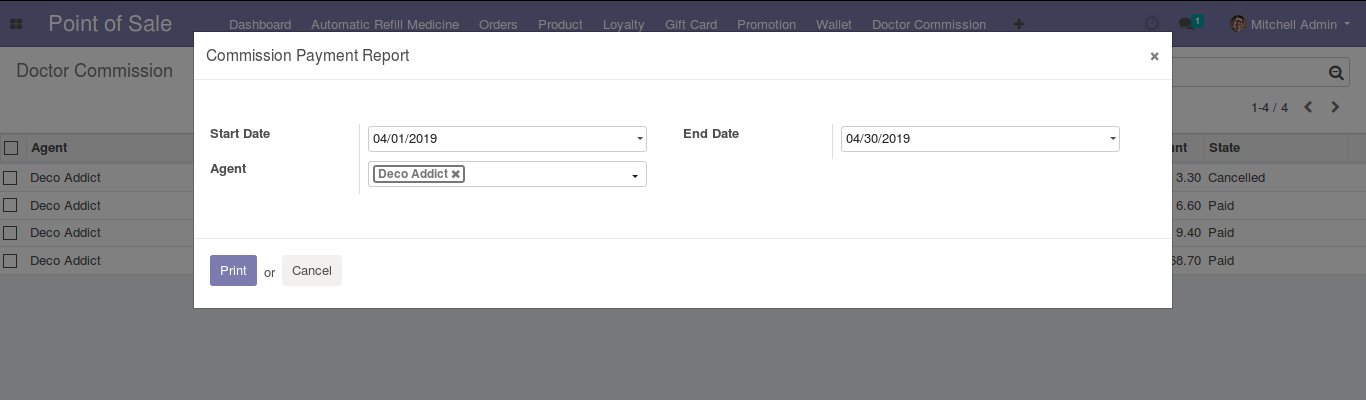 Point of Sale Dashboard Automatic Refill Medicine Orders Product Loyalty Gift Card Promotion Wallet Doctor Commission 1 Mitchell Admin
Commission Payment Report
Doctor Commission
1-4 / 4
Start Date 04/01/2019 End Date 04/30/2019
Agent State
Agent Deco Addict
Deco Addict 3.30 Cancelled
Deco Addict 6.60 Paid
Deco Addict 9.40 Paid
Deco Addict Paid
Print or Cancel